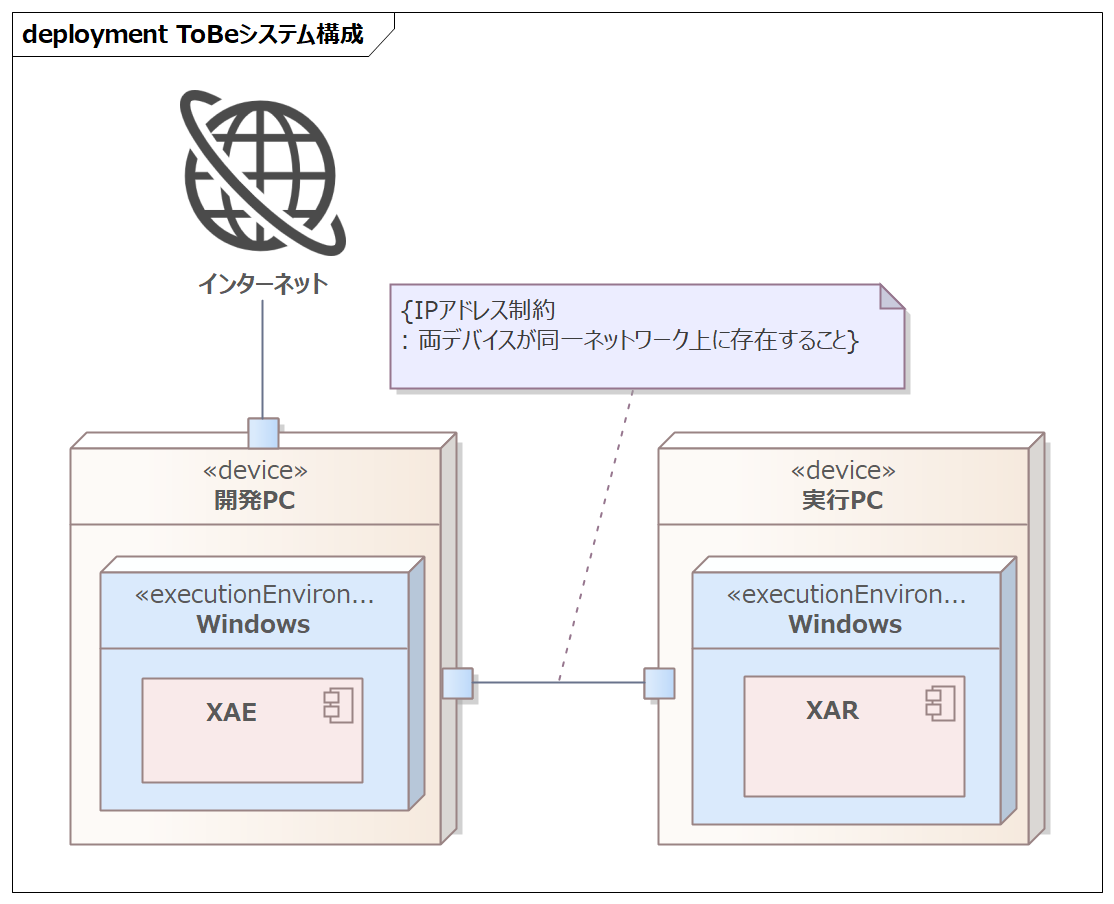 deployment ToBeシステム構成
インターネット
{IPアドレス制約
: 両デバイスが同一ネットワーク上に存在すること}
«device»
開発PC
«executionEnviron...
Windows
XAE
«device»
実行PC
«executionEnviron...
Windows
XAR